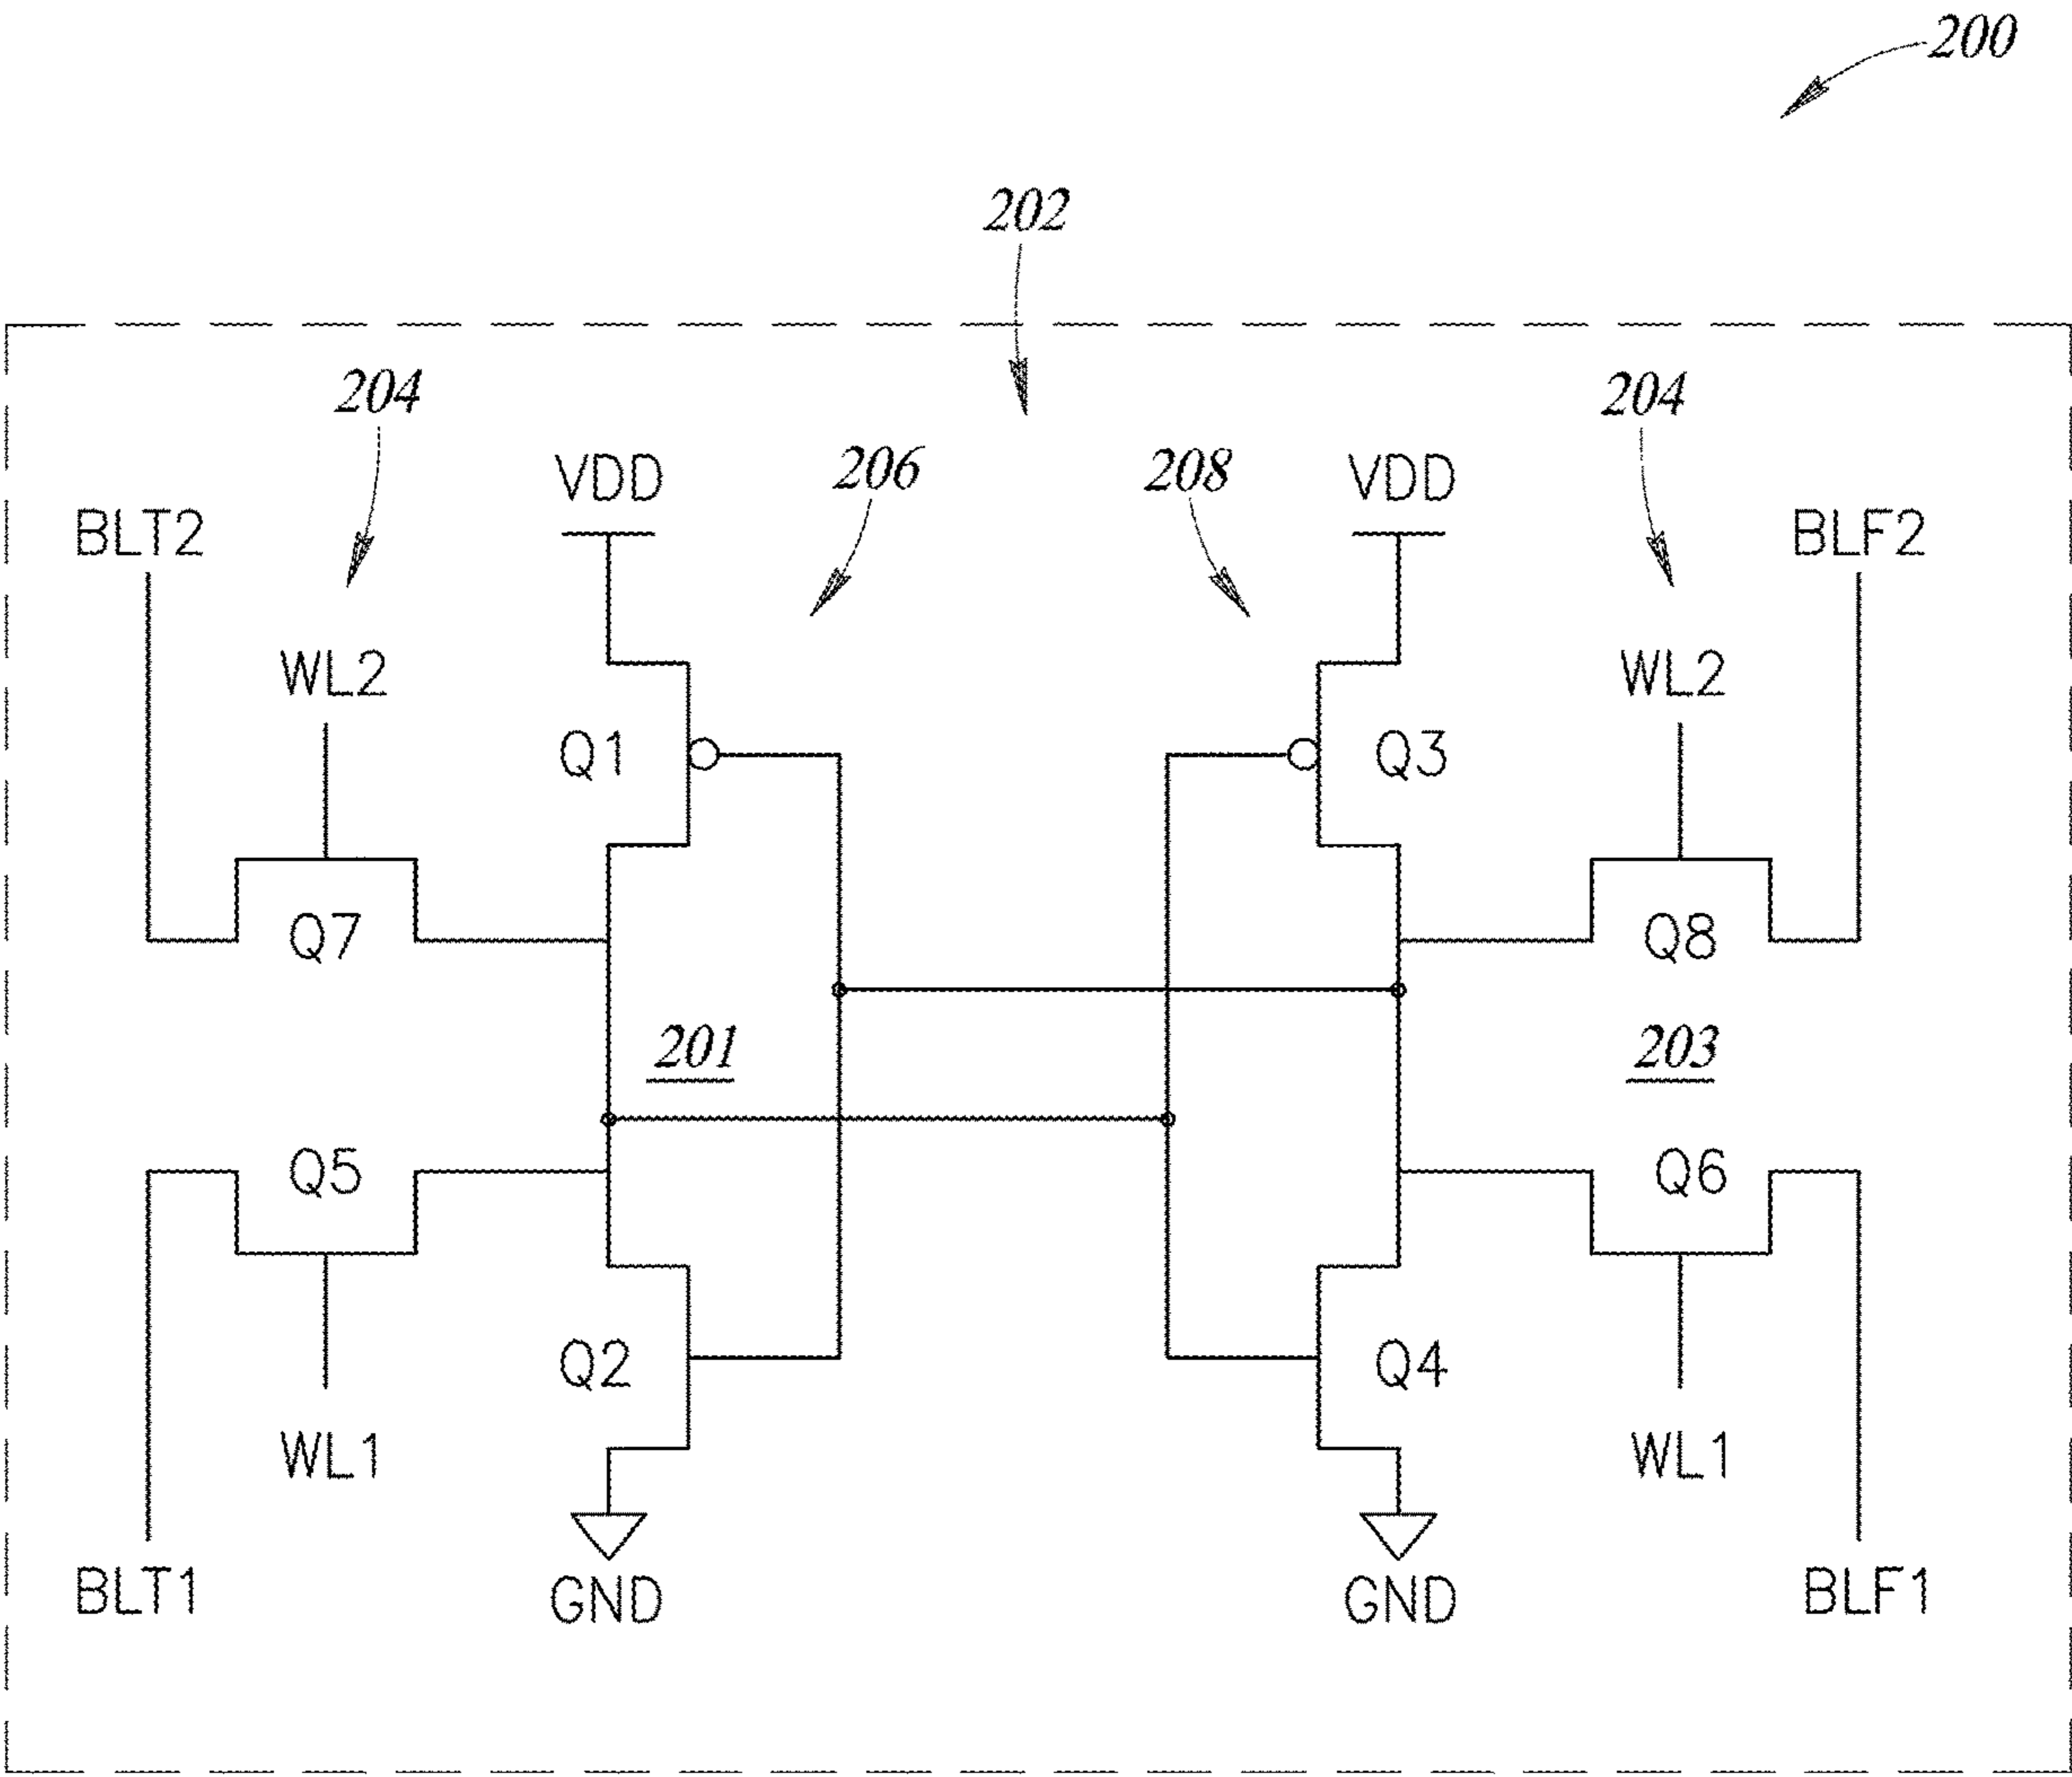 200
202
204
204
206
208
VDD
VDD
BLT2
BLF2
WL2
WL2
Q1
Q3
Q7
Q8
201
203
Q5
Q6
Q2
Q4
WL1
WL1
BLT1
GND
GND
BLF1